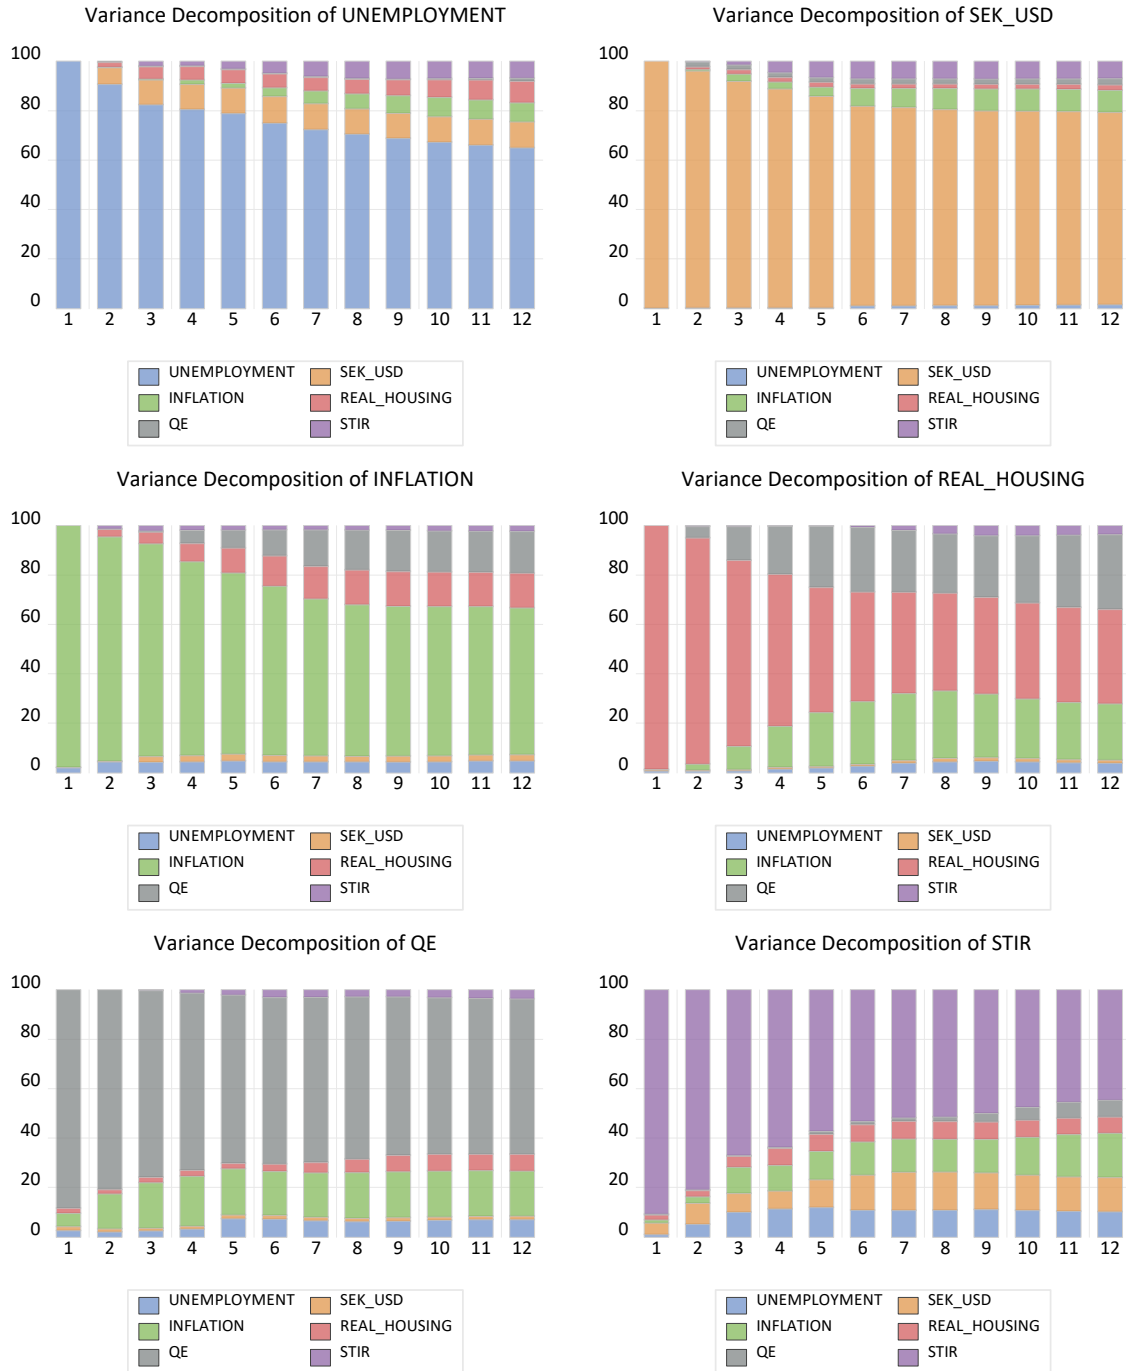 Variance Decomposition of UNEMPLOYMENT
100
80
60
40
20
0
1 2 3 4 5 6 7 8 9 10 11 12
UNEMPLOYMENT SEK_USD
INFLATION REAL_HOUSING
QE STIR
Variance Decomposition of SEK_USD
100
80
60
40
20
0
1 2 3 4 5 6 7 8 9 10 11 12
UNEMPLOYMENT SEK_USD
INFLATION REAL_HOUSING
QE STIR
Variance Decomposition of INFLATION
100
80
60
40
20
0
1 2 3 4 5 6 7 8 9 10 11 12
UNEMPLOYMENT SEK_USD
INFLATION REAL_HOUSING
QE STIR
Variance Decomposition of REAL_HOUSING
100
80
60
40
20
0
1 2 3 4 5 6 7 8 9 10 11 12
UNEMPLOYMENT SEK_USD
INFLATION REAL_HOUSING
QE STIR
Variance Decomposition of QE
100
80
60
40
20
0
1 2 3 4 5 6 7 8 9 10 11 12
UNEMPLOYMENT SEK_USD
INFLATION REAL_HOUSING
QE STIR
Variance Decomposition of STIR
100
80
60
40
20
0
1 2 3 4 5 6 7 8 9 10 11 12
UNEMPLOYMENT SEK_USD
INFLATION REAL_HOUSING
QE STIR